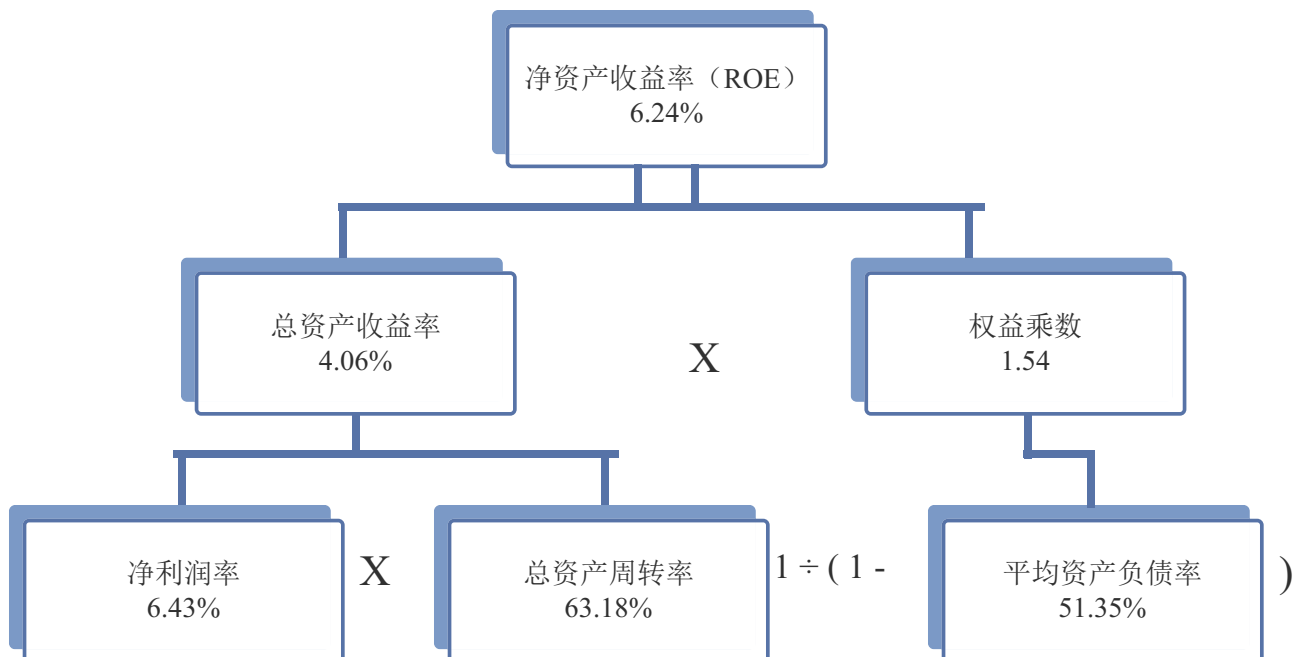 净资产收益率（ROE）
6.24%
总资产收益率
4.06%
X
权益乘数
1.54
净利润率
6.43%
X
总资产周转率
63.18%
1 ÷ ( 1 -
平均资产负债率
51.35%
)